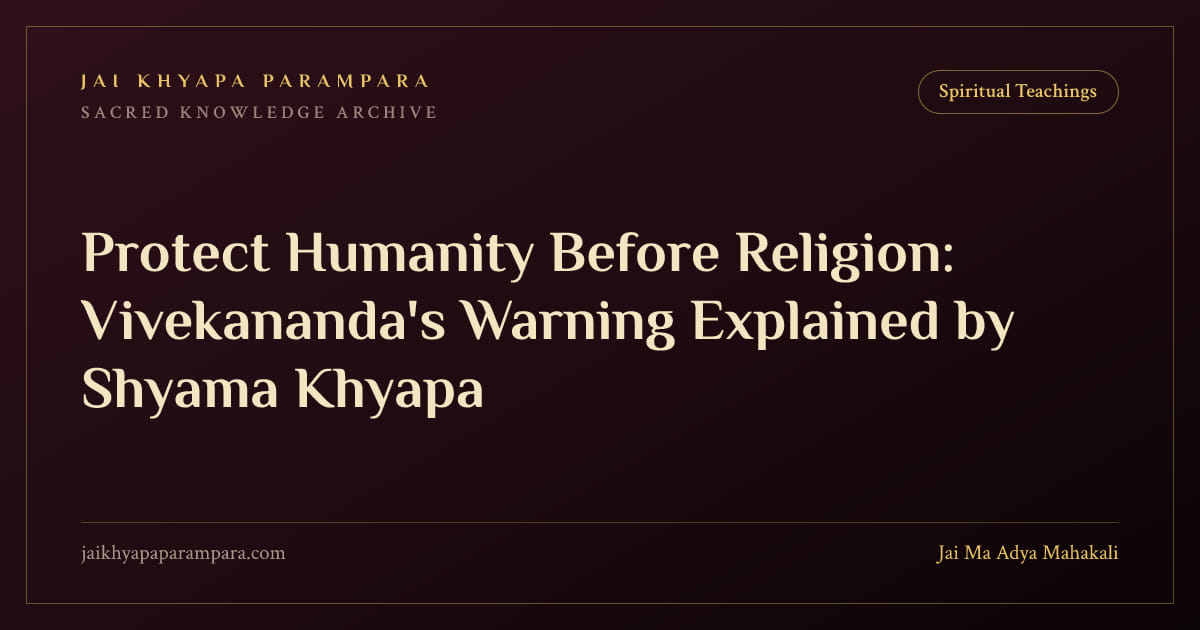 JAI KHYAPA PARAMPARA
SACRED KNOWLEDGE ARCHIVE
Spiritual Teachings
Protect Humanity Before Religion:
Vivekananda's Warning Explained by
Shyama Khyapa
jaikhyapaparampara.com
Jai Ma Adya Mahakali